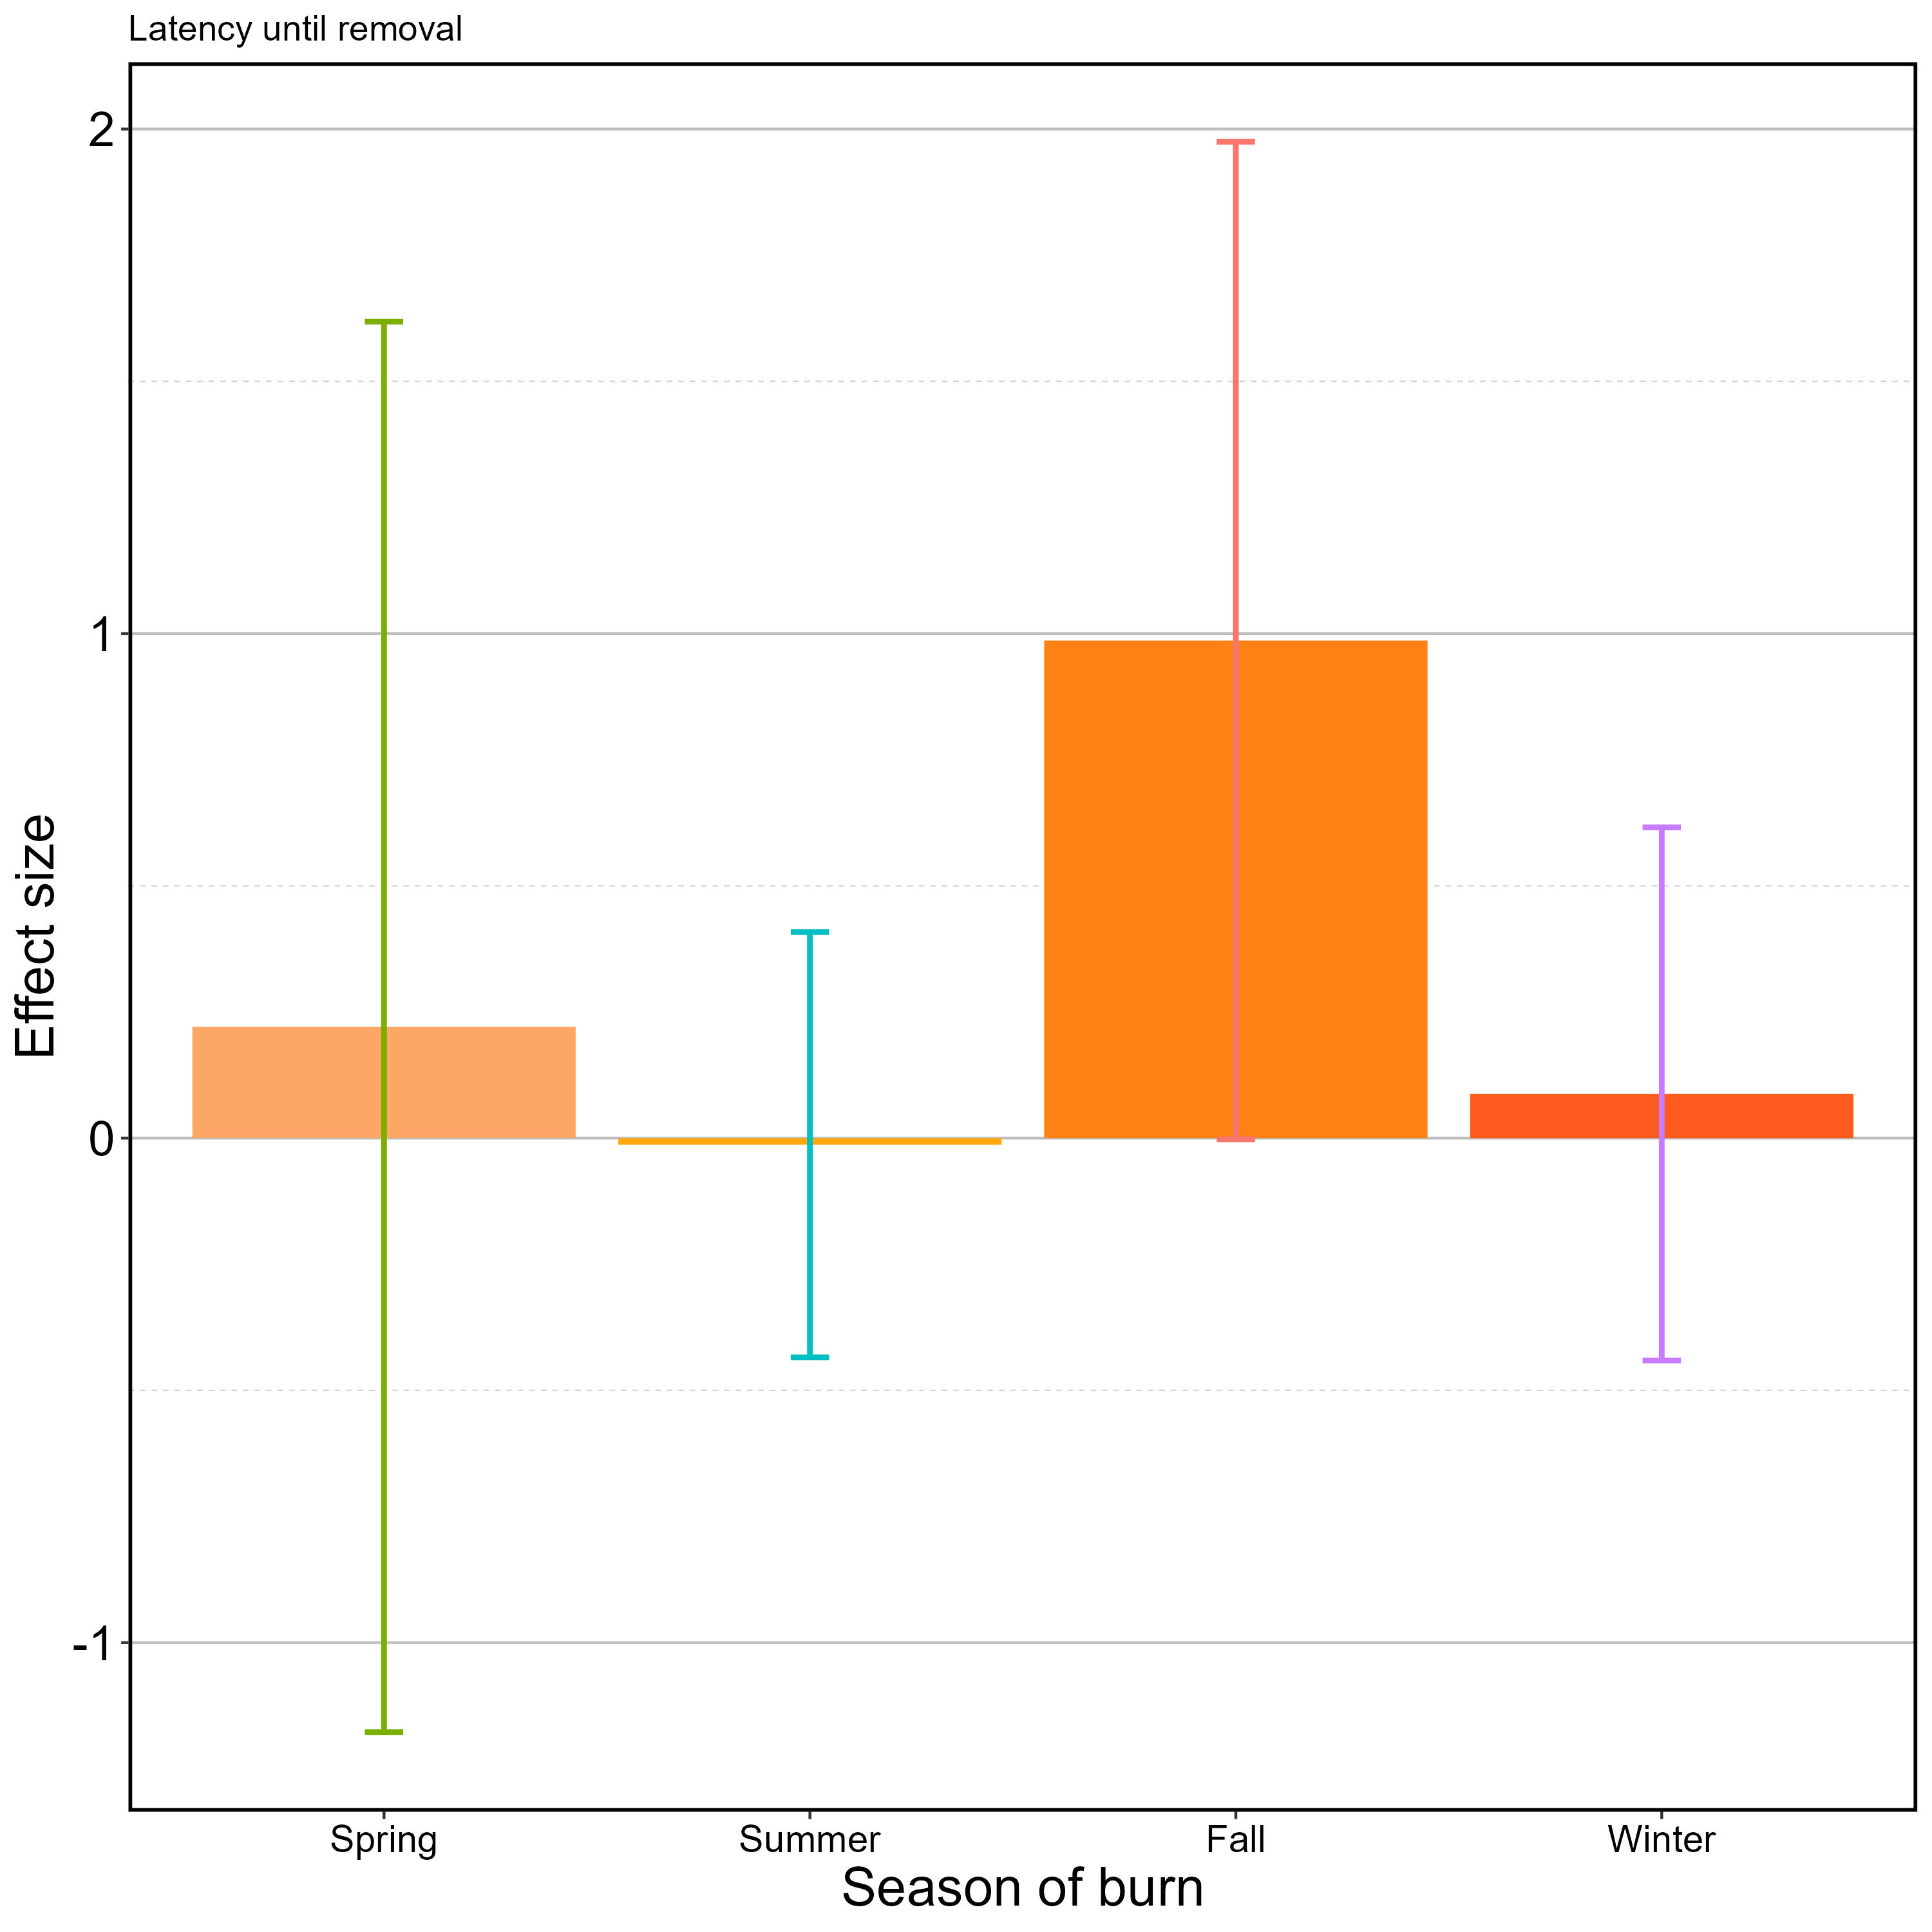 Latency until removal
2
1
0
-1
Effect size
Spring Summer Fall Winter
Season of burn